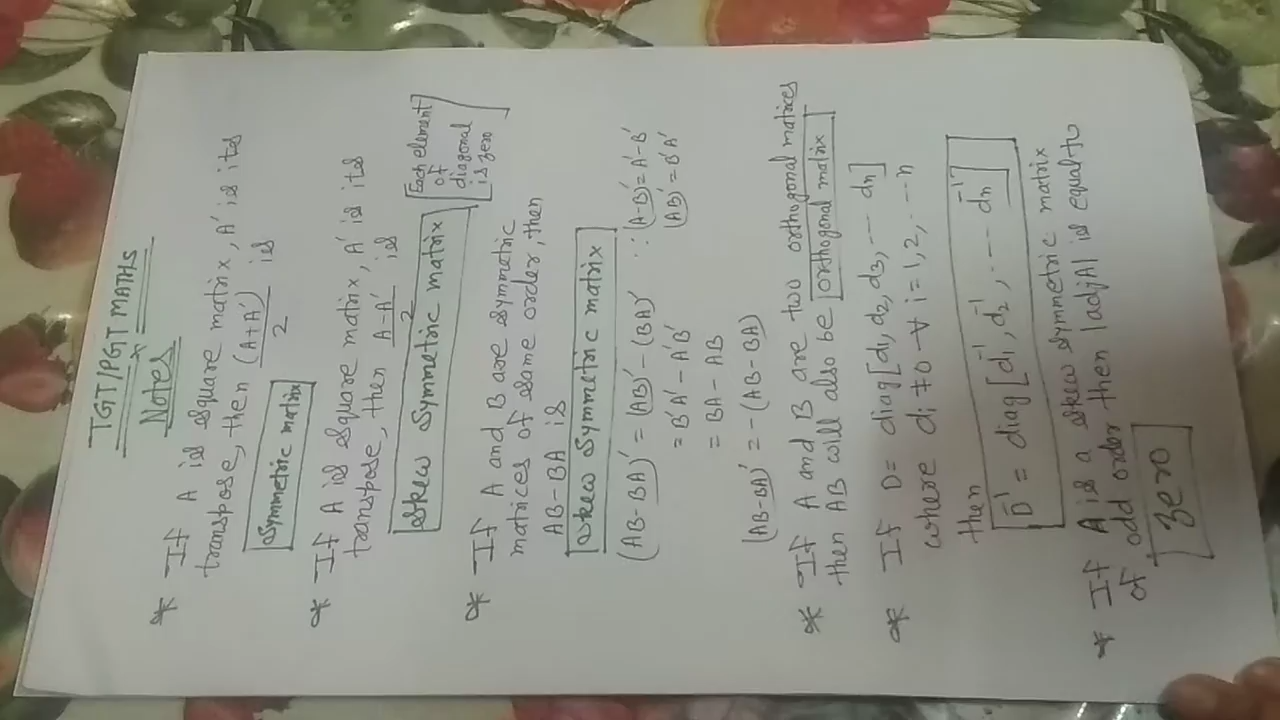 TGT/PGT MATHS
Notes
* If A is square matrix, A' is its
transpose, then (A+A')/2 is
Symmetric matrix
* If A is square matrix, A' is its
transpose, then A-A'/2 is
skew symmetric matrix [Each element
of
diagonal
is zero]
* If A and B are symmetric
matrices of same order, then
AB-BA is
skew symmetric matrix
(AB-BA)' = (AB)' - (BA)' ∵ (A-B)' = A'-B'
= B'A' - A'B' (AB)' = B'A'
= BA - AB
(AB-BA)' = -(AB-BA)
* If A and B are two orthogonal matrices
then AB will also be orthogonal matrix
* If D = diag[d1, d2, d3, --- dn]
where di ≠ 0 ∀ i = 1, 2, --- n
then
D⁻¹ = diag[d1⁻¹, d2⁻¹, --- dn⁻¹]
* If A is a skew symmetric matrix
of odd order then |adjA| is equal to
zero